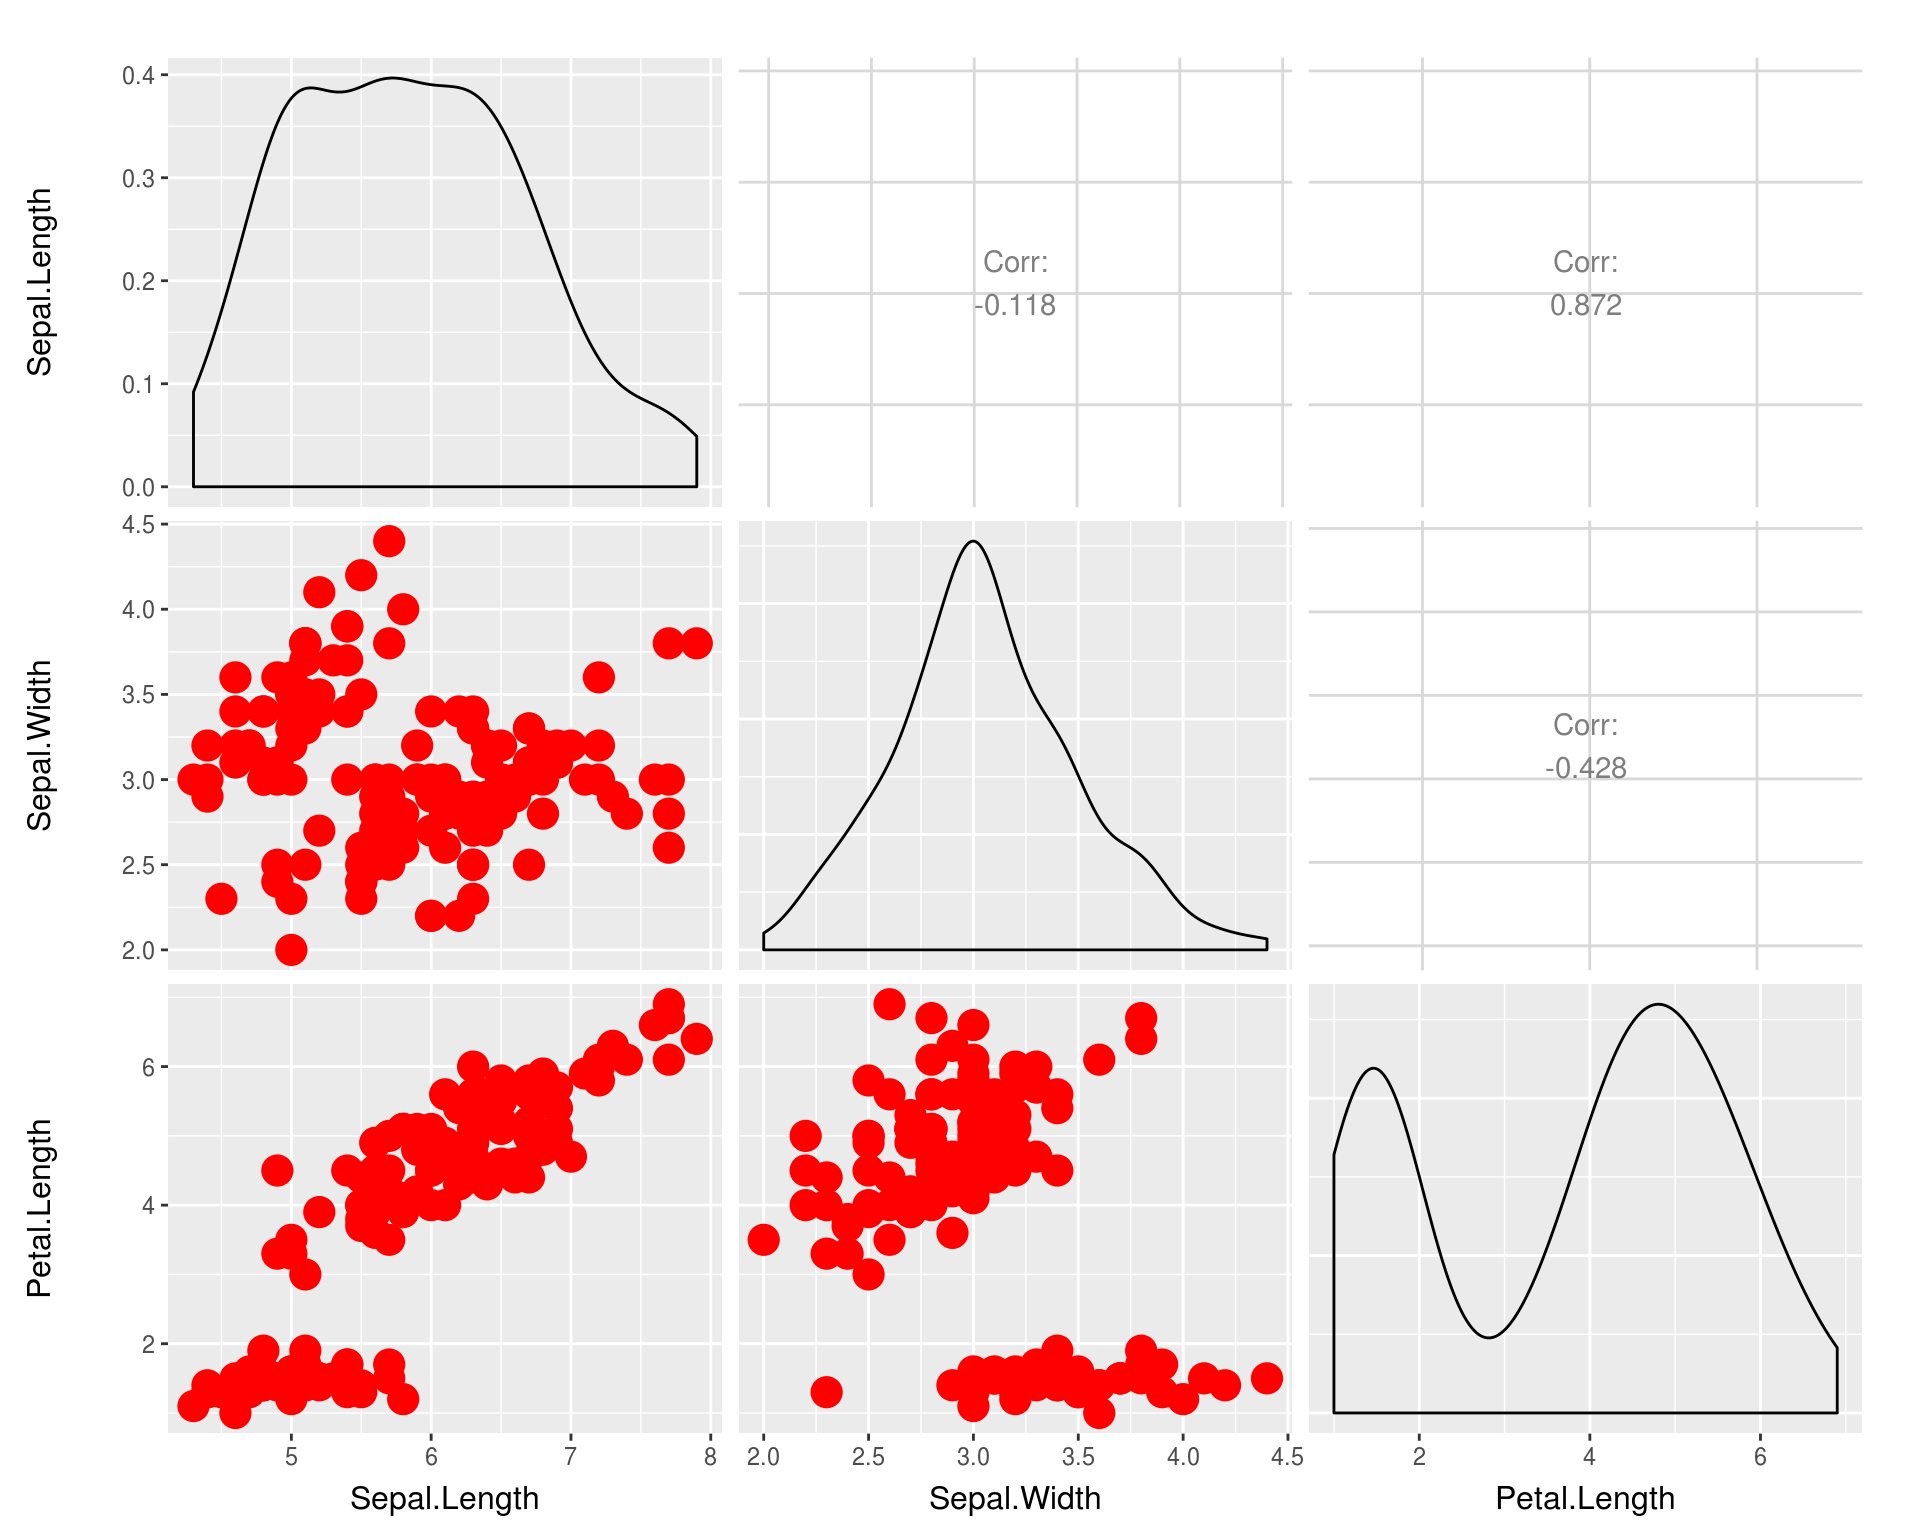 Sepal.Length
0.4
0.3
0.2
0.1
0.0
Corr:
-0.118
Corr:
0.872
Sepal.Width
4.5
4.0
3.5
3.0
2.5
2.0
Corr:
-0.428
Petal.Length
6
4
2
5 6 7 8
2.0 2.5 3.0 3.5 4.0 4.5
2 4 6
Sepal.Length Sepal.Width Petal.Length